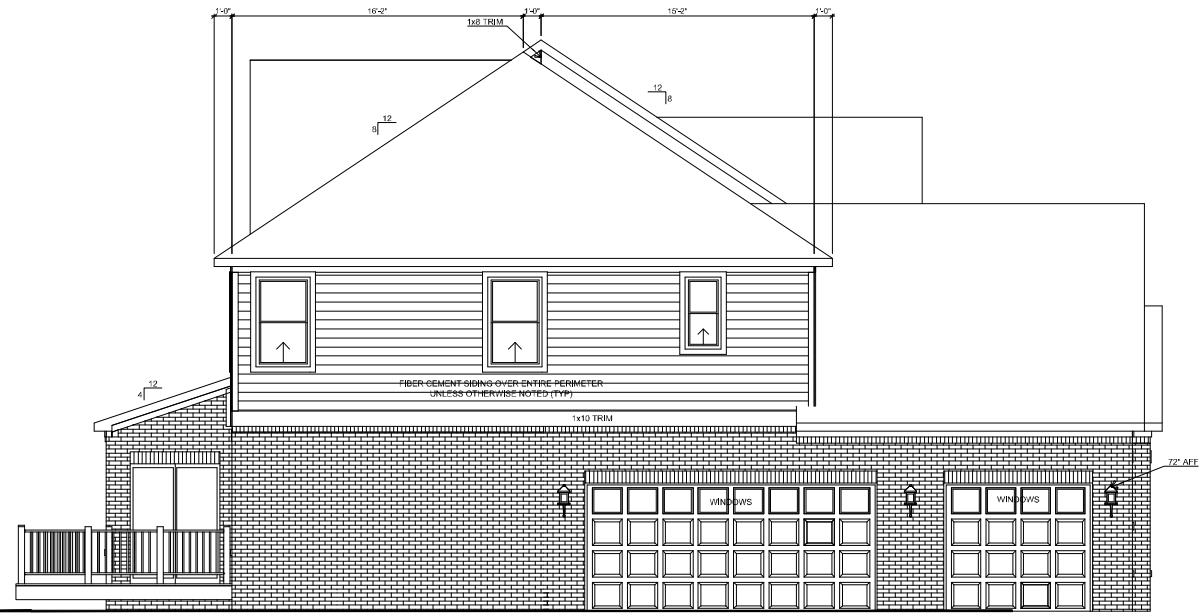 1'-0" 16'-2" 1'-0" 15'-2" 1'-0"
1x8 TRIM
12
8
12
8
FIBER CEMENT SIDING OVER ENTIRE PERIMETER
UNLESS OTHERWISE NOTED (TYP)
12
4
1x10 TRIM
72" AFF
WINDOWS
WINDOWS